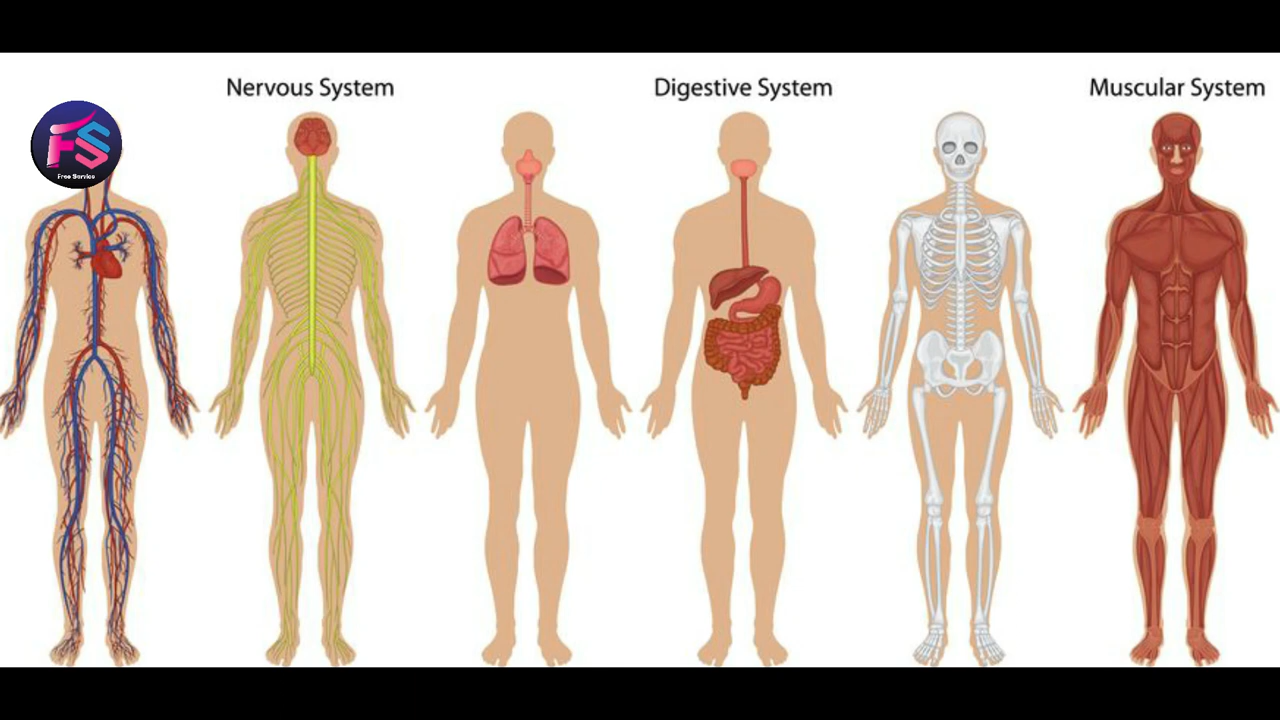 Nervous System
Digestive System
Muscular System
FS
Free Service